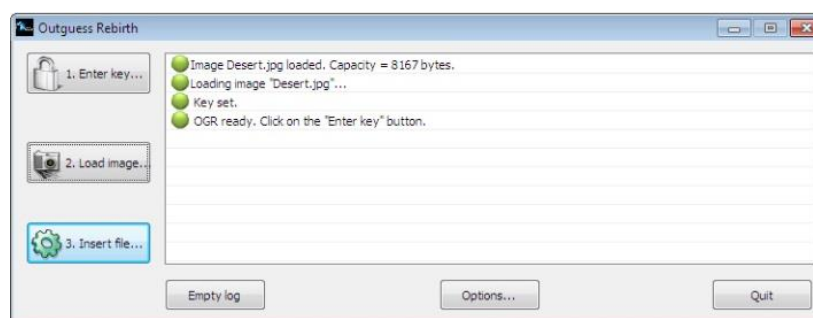 Outguess Rebirth
1. Enter key...
Image Desert.jpg loaded. Capacity = 8167 bytes.
Loading image "Desert.jpg"...
Key set.
OGR ready. Click on the "Enter key" button.
2. Load image...
3. Insert file...
Empty log
Options...
Quit